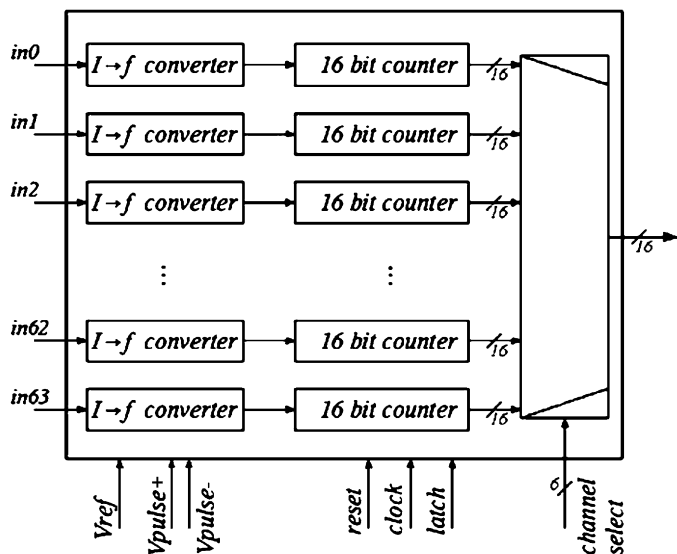 in0
I→f converter
16 bit counter
16
in1
I→f converter
16 bit counter
16
in2
I→f converter
16 bit counter
16
16
...
...
in62
I→f converter
16 bit counter
16
in63
I→f converter
16 bit counter
16
Vref
Vpulse+
Vpulse-
reset
clock
latch
6
channel
select